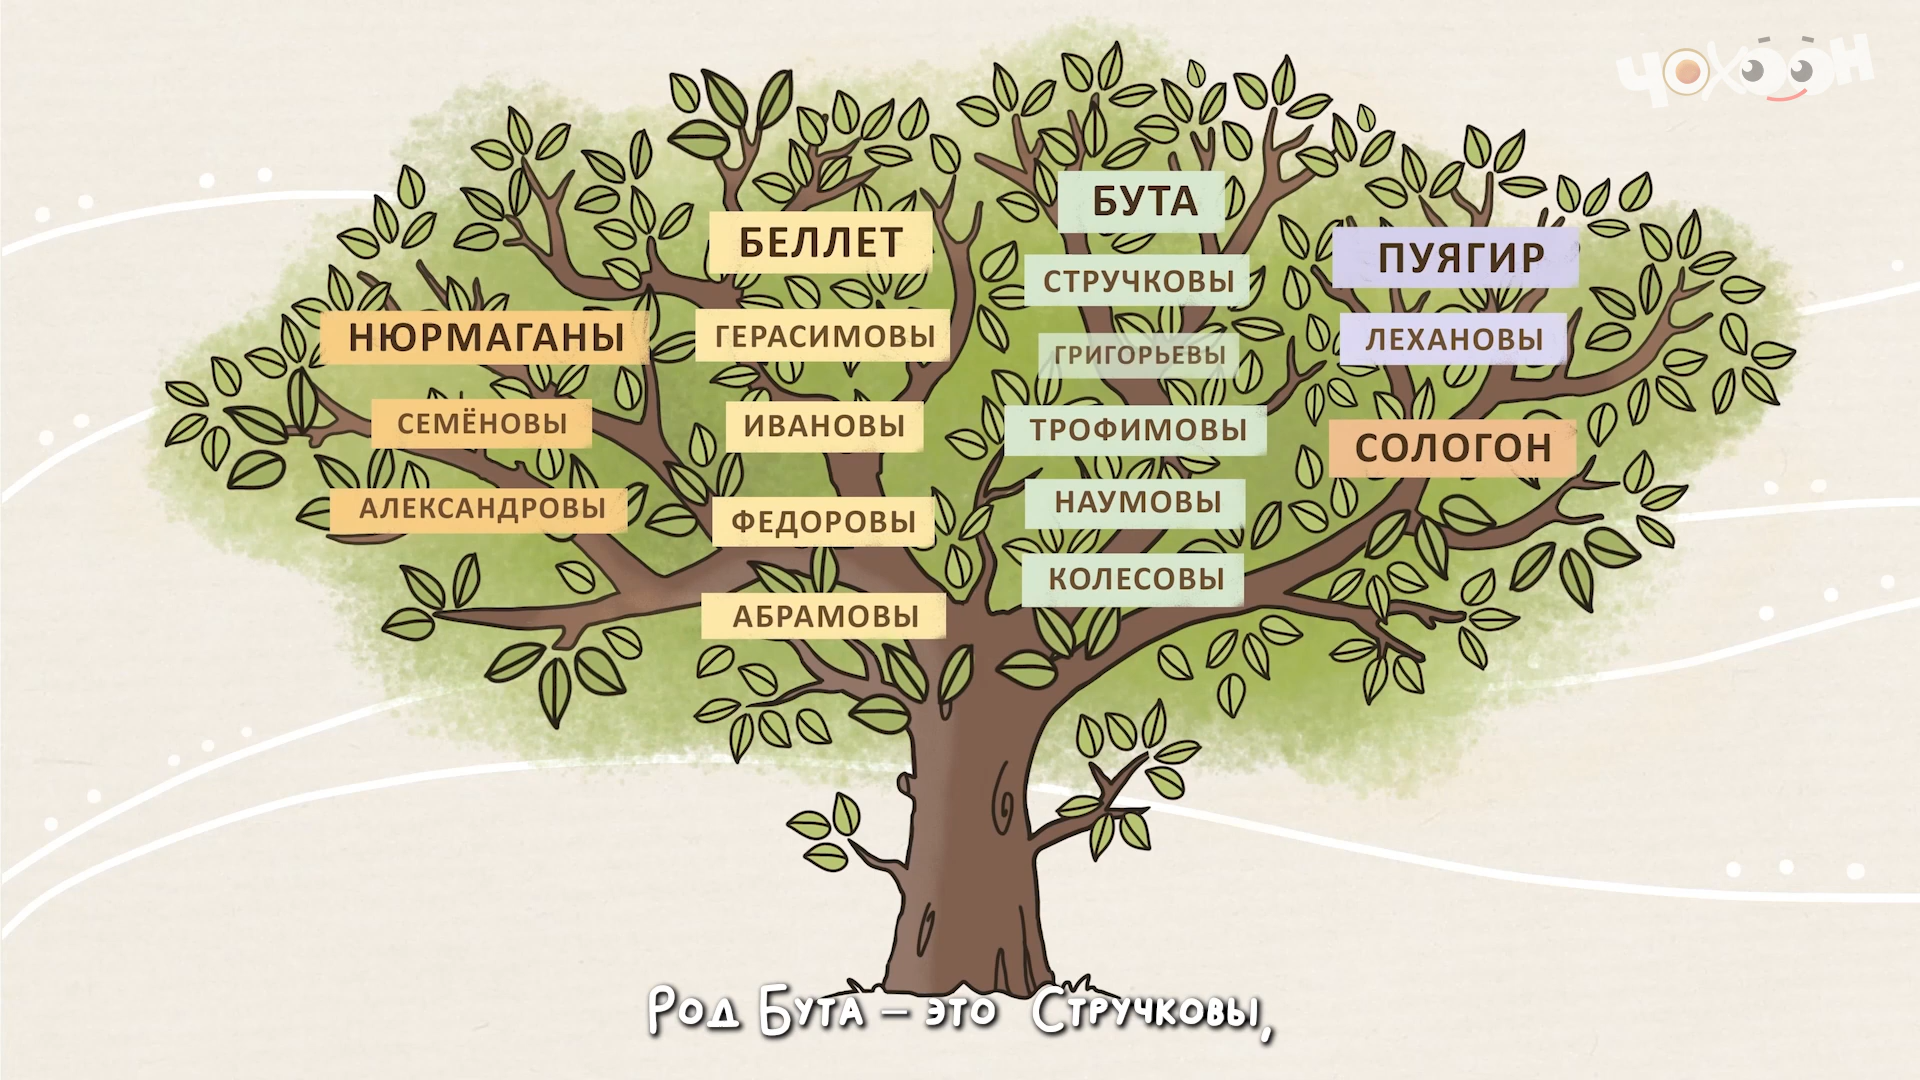 ЧОХООН
НЮРМАГАНЫ
СЕМЁНОВЫ
АЛЕКСАНДРОВЫ
БЕЛЛЕТ
ГЕРАСИМОВЫ
ИВАНОВЫ
ФЕДОРОВЫ
АБРАМОВЫ
БУТА
СТРУЧКОВЫ
ГРИГОРЬЕВЫ
ТРОФИМОВЫ
НАУМОВЫ
КОЛЕСОВЫ
ПУЯГИР
ЛЕХАНОВЫ
СОЛОГОН
Род Бута – это Стручковы,